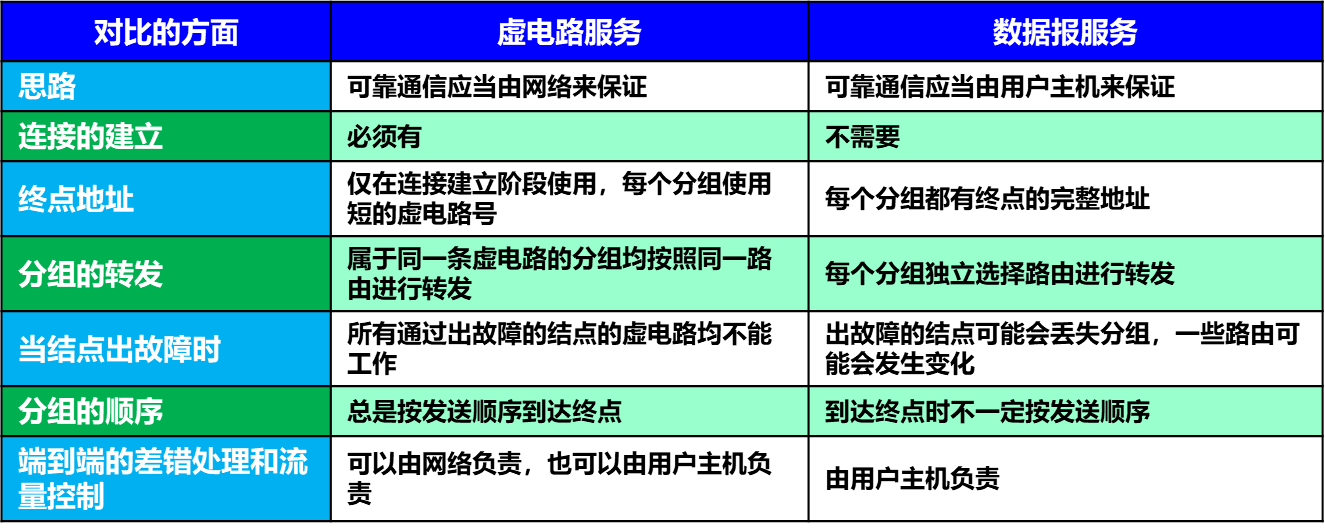 对比的方面
虚电路服务
数据报服务
思路
可靠通信应当由网络来保证
可靠通信应当由用户主机来保证
连接的建立
必须有
不需要
终点地址
仅在连接建立阶段使用，每个分组使用
短的虚电路号
每个分组都有终点的完整地址
分组的转发
属于同一条虚电路的分组均按照同一路
由进行转发
每个分组独立选择路由进行转发
当结点出故障时
所有通过出故障的结点的虚电路均不能
工作
出故障的结点可能会丢失分组，一些路由可
能会发生变化
分组的顺序
总是按发送顺序到达终点
到达终点时不一定按发送顺序
端到端的差错处理和流
量控制
可以由网络负责，也可以由用户主机负
责
由用户主机负责